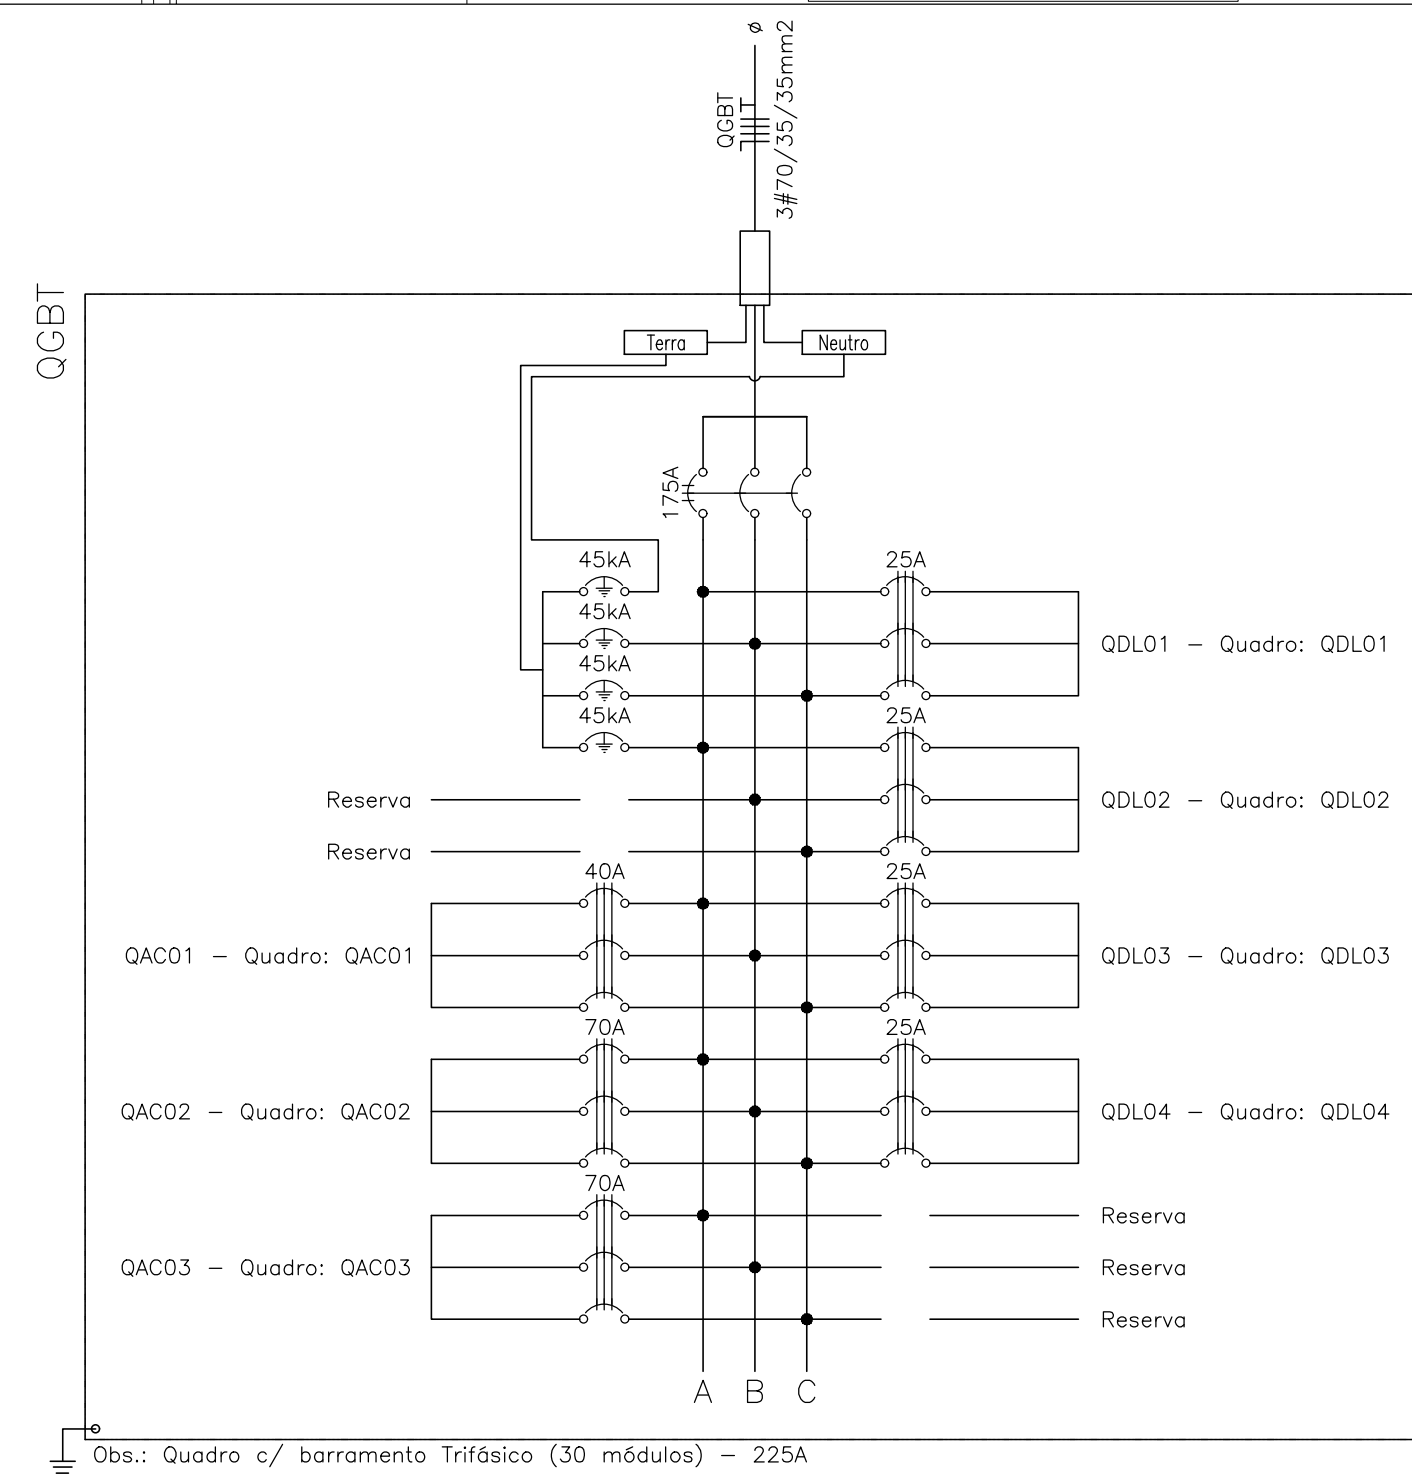 ø
QGBT
3#70/35/35mm2
QGBT
Terra
Neutro
175A
45kA
25A
45kA
QDL01 – Quadro: QDL01
45kA
45kA
25A
Reserva
QDL02 – Quadro: QDL02
Reserva
40A
25A
QAC01 – Quadro: QAC01
QDL03 – Quadro: QDL03
70A
25A
QAC02 – Quadro: QAC02
QDL04 – Quadro: QDL04
70A
Reserva
QAC03 – Quadro: QAC03
Reserva
Reserva
A B C
Obs.: Quadro c/ barramento Trifásico (30 módulos) – 225A